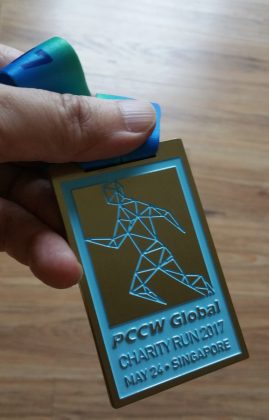 PCCW Global
CHARITY RUN 2017
MAY 24 • SINGAPORE